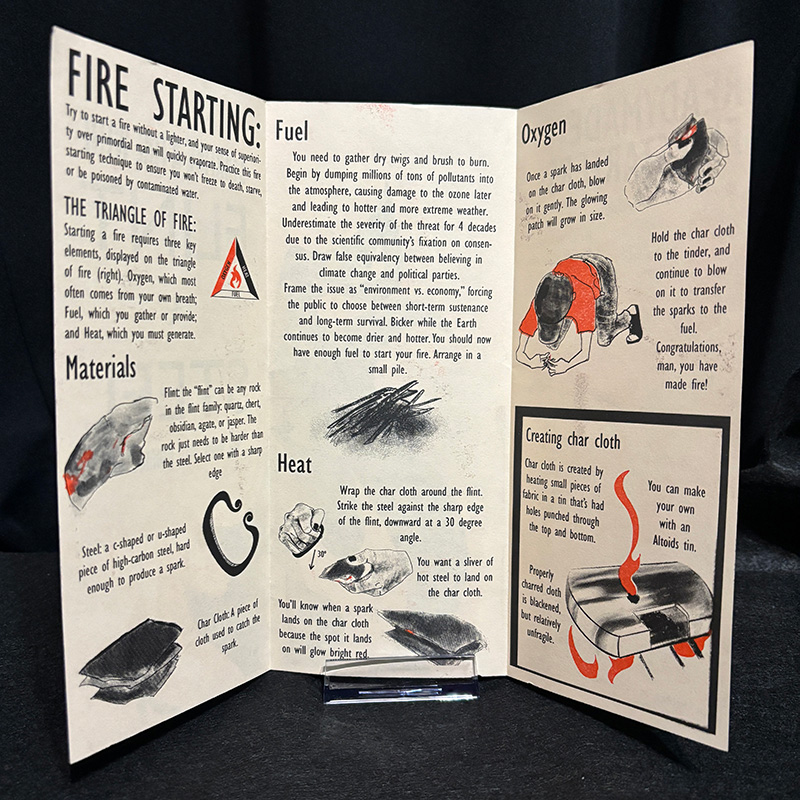 FIRE STARTING:
Try to start a fire without a lighter, and your sense of superiori-
ty over primordial man will quickly evaporate. Practice this fire
starting technique to ensure you won't freeze to death, starve,
or be poisoned by contaminated water.
THE TRIANGLE OF FIRE:
Starting a fire requires three key
elements, displayed on the triangle
of fire (right). Oxygen, which most
often comes from your own breath;
Fuel, which you gather or provide;
and Heat, which you must generate.
FUEL
Materials
Flint: the "flint" can be any rock
in the flint family: quartz, chert,
obsidian, agate, or jasper. The
rock just needs to be harder than
the steel. Select one with a sharp
edge
Steel: a c-shaped or u-shaped
piece of high-carbon steel, hard
enough to produce a spark.
Char Cloth: A piece of
cloth used to catch the
spark.
Fuel
You need to gather dry twigs and brush to burn.
Begin by dumping millions of tons of pollutants into
the atmosphere, causing damage to the ozone later
and leading to hotter and more extreme weather.
Underestimate the severity of the threat for 4 decades
due to the scientific community's fixation on consen-
sus. Draw false equivalency between believing in
climate change and political parties.
Frame the issue as "environment vs. economy," forcing
the public to choose between short-term sustenance
and long-term survival. Bicker while the Earth
continues to become drier and hotter. You should now
have enough fuel to start your fire. Arrange in a
small pile.
Heat
Wrap the char cloth around the flint.
Strike the steel against the sharp edge
of the flint, downward at a 30 degree
angle.
30°
You want a sliver of
hot steel to land on
the char cloth.
You'll know when a spark
lands on the char cloth
because the spot it lands
on will glow bright red.
Oxygen
Once a spark has landed
on the char cloth, blow
on it gently. The glowing
patch will grow in size.
Hold the char cloth
to the tinder, and
continue to blow
on it to transfer
the sparks to the
fuel.
Congratulations,
man, you have
made fire!
Creating char cloth
Char cloth is created by
heating small pieces of
fabric in a tin that's had
holes punched through
the top and bottom.
You can make
your own
with an
Altoids tin.
Properly
charred cloth
is blackened,
but relatively
unfragile.